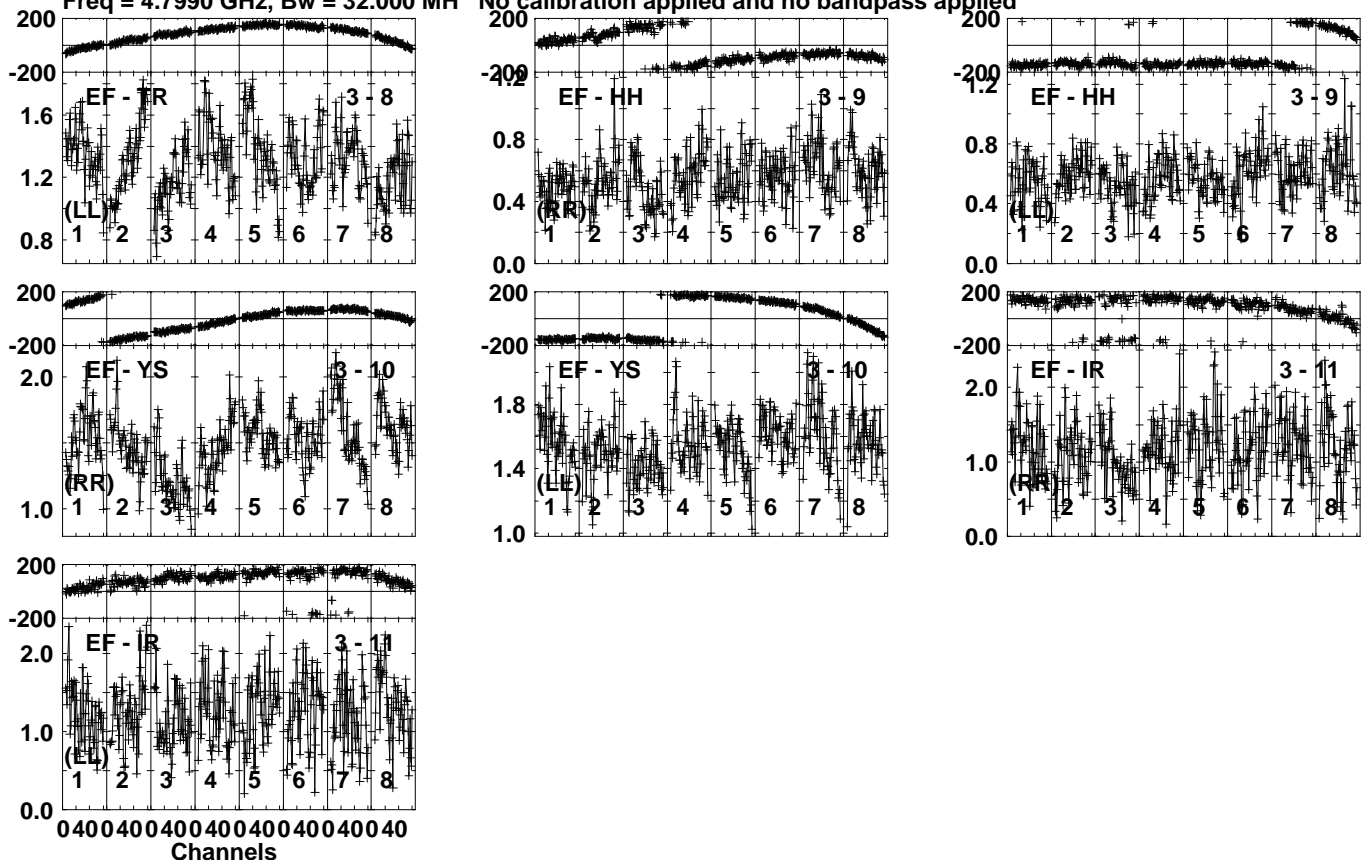 Freq = 4.7990 GHz, Bw = 32.000 MH No calibration applied and no bandpass applied
200
-200
EF - TR 3 - 8
1.6
1.2
0.8
(LL)
1 2 3 4 5 6 7 8
200
-200
1.2
EF - HH 3 - 9
0.8
0.4
0.0
(RR)
1 2 3 4 5 6 7 8
200
-200
1.2
EF - HH 3 - 9
0.8
0.4
0.0
(LL)
1 2 3 4 5 6 7 8
200
-200
EF - YS 3 - 10
2.0
1.0
(RR)
1 2 3 4 5 6 7 8
200
-200
EF - YS 3 - 10
1.8
1.4
1.0
(LL)
1 2 3 4 5 6 7 8
200
-200
EF - IR 3 - 11
2.0
1.0
0.0
(RR)
1 2 3 4 5 6 7 8
200
-200
EF - IR 3 - 11
2.0
1.0
0.0
(LL)
1 2 3 4 5 6 7 8
0 40 0 40 0 40 0 40 0 40 0 40 0 40 0 40
Channels